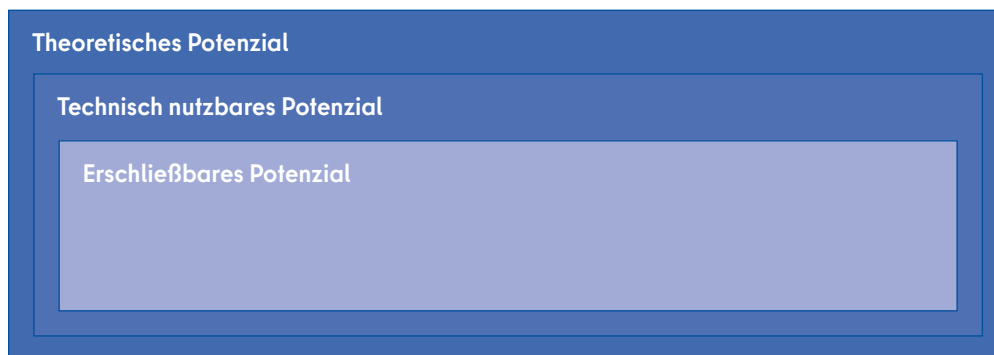 Theoretisches Potenzial
Technisch nutzbares Potenzial
Erschließbares Potenzial